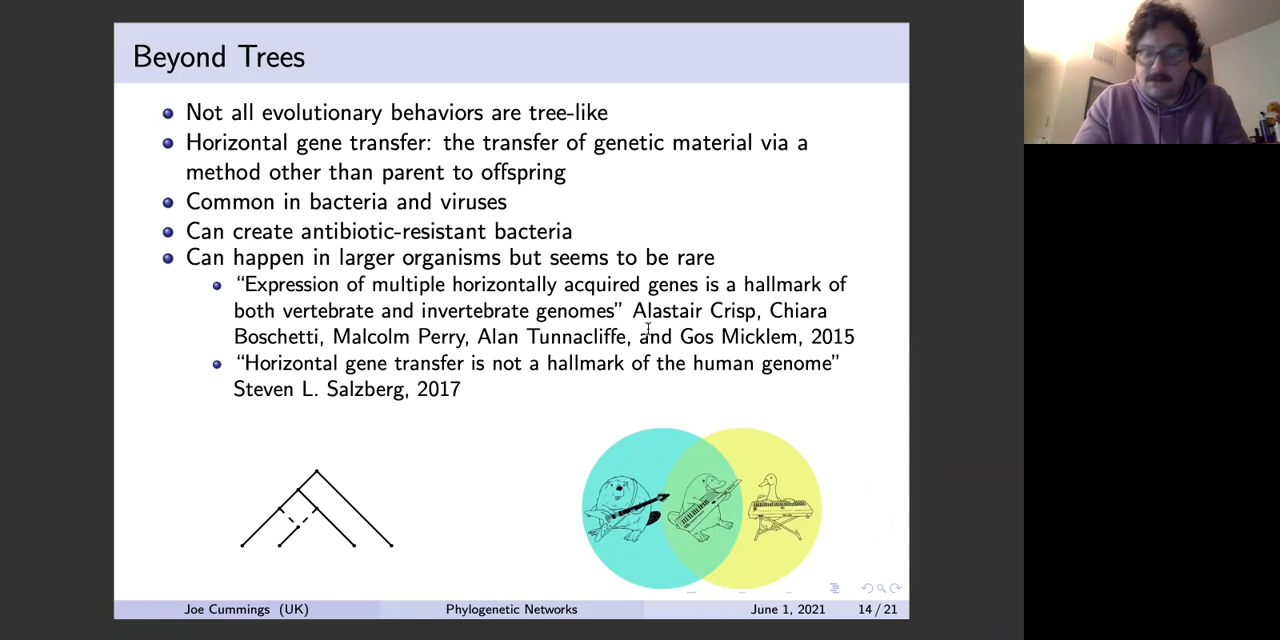 Beyond Trees
Not all evolutionary behaviors are tree-like
Horizontal gene transfer: the transfer of genetic material via a
method other than parent to offspring
Common in bacteria and viruses
Can create antibiotic-resistant bacteria
Can happen in larger organisms but seems to be rare
“Expression of multiple horizontally acquired genes is a hallmark of
both vertebrate and invertebrate genomes” Alastair Crisp, Chiara
Boschetti, Malcolm Perry, Alan Tunnacliffe, and Gos Micklem, 2015
“Horizontal gene transfer is not a hallmark of the human genome”
Steven L. Salzberg, 2017
Joe Cummings (UK)
Phylogenetic Networks
June 1, 2021
14 / 21